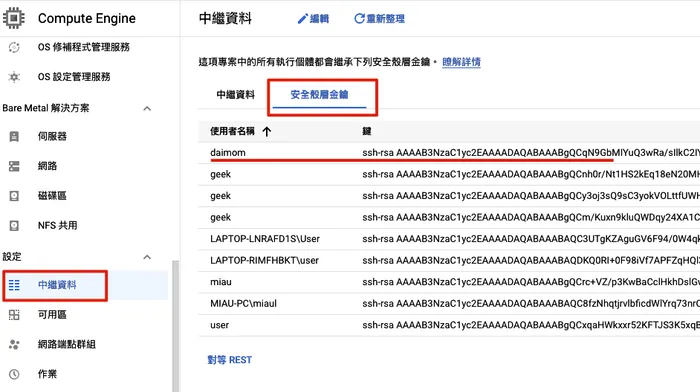 Compute Engine
OS 修補程式管理服務
OS 設定管理服務
Bare Metal 解決方案
伺服器
網路
磁碟區
NFS 共用
設定
中繼資料
可用區
網路端點群組
作業
中繼資料 編輯 重新整理
這項專案中的所有執行個體都會繼承下列安全殼層金鑰。瞭解詳情
中繼資料 安全殼層金鑰
使用者名稱 鍵
daimom ssh-rsa AAAAB3NzaC1yc2EAAAADAQABAAABgQCqN9GbMIYuQ3wRa/sIlkC2I
geek ssh-rsa AAAAB3NzaC1yc2EAAAADAQABAAABgQCnh0r/Nt1HS2kEq18eN20MH
geek ssh-rsa AAAAB3NzaC1yc2EAAAADAQABAAABgQCy3oj3sQ9sC3yokVOLttfUWH
geek ssh-rsa AAAAB3NzaC1yc2EAAAADAQABAAABgQCm/Kuxn9kluQWDqy24XA1C
LAPTOP-LNRAFD1S\User ssh-rsa AAAAB3NzaC1yc2EAAAADAQABAAABAQC3UTgKZAguGV6F94/0W4qk
LAPTOP-RIMFHBKT\User ssh-rsa AAAAB3NzaC1yc2EAAAADAQABAAABAQDKQ0RI+0F98iVf7APFZqHQI
miau ssh-rsa AAAAB3NzaC1yc2EAAAADAQABAAABgQCrc+VZ/p3KwBaCclHkhDslGv
MIAU-PC\miaul ssh-rsa AAAAB3NzaC1yc2EAAAADAQABAAABAQC8fzNhqtjrvlbficdWlYrq73nrC
user ssh-rsa AAAAB3NzaC1yc2EAAAADAQABAAABgQCxqaHWkxxr52KFTJS3K5xqE
對等 REST